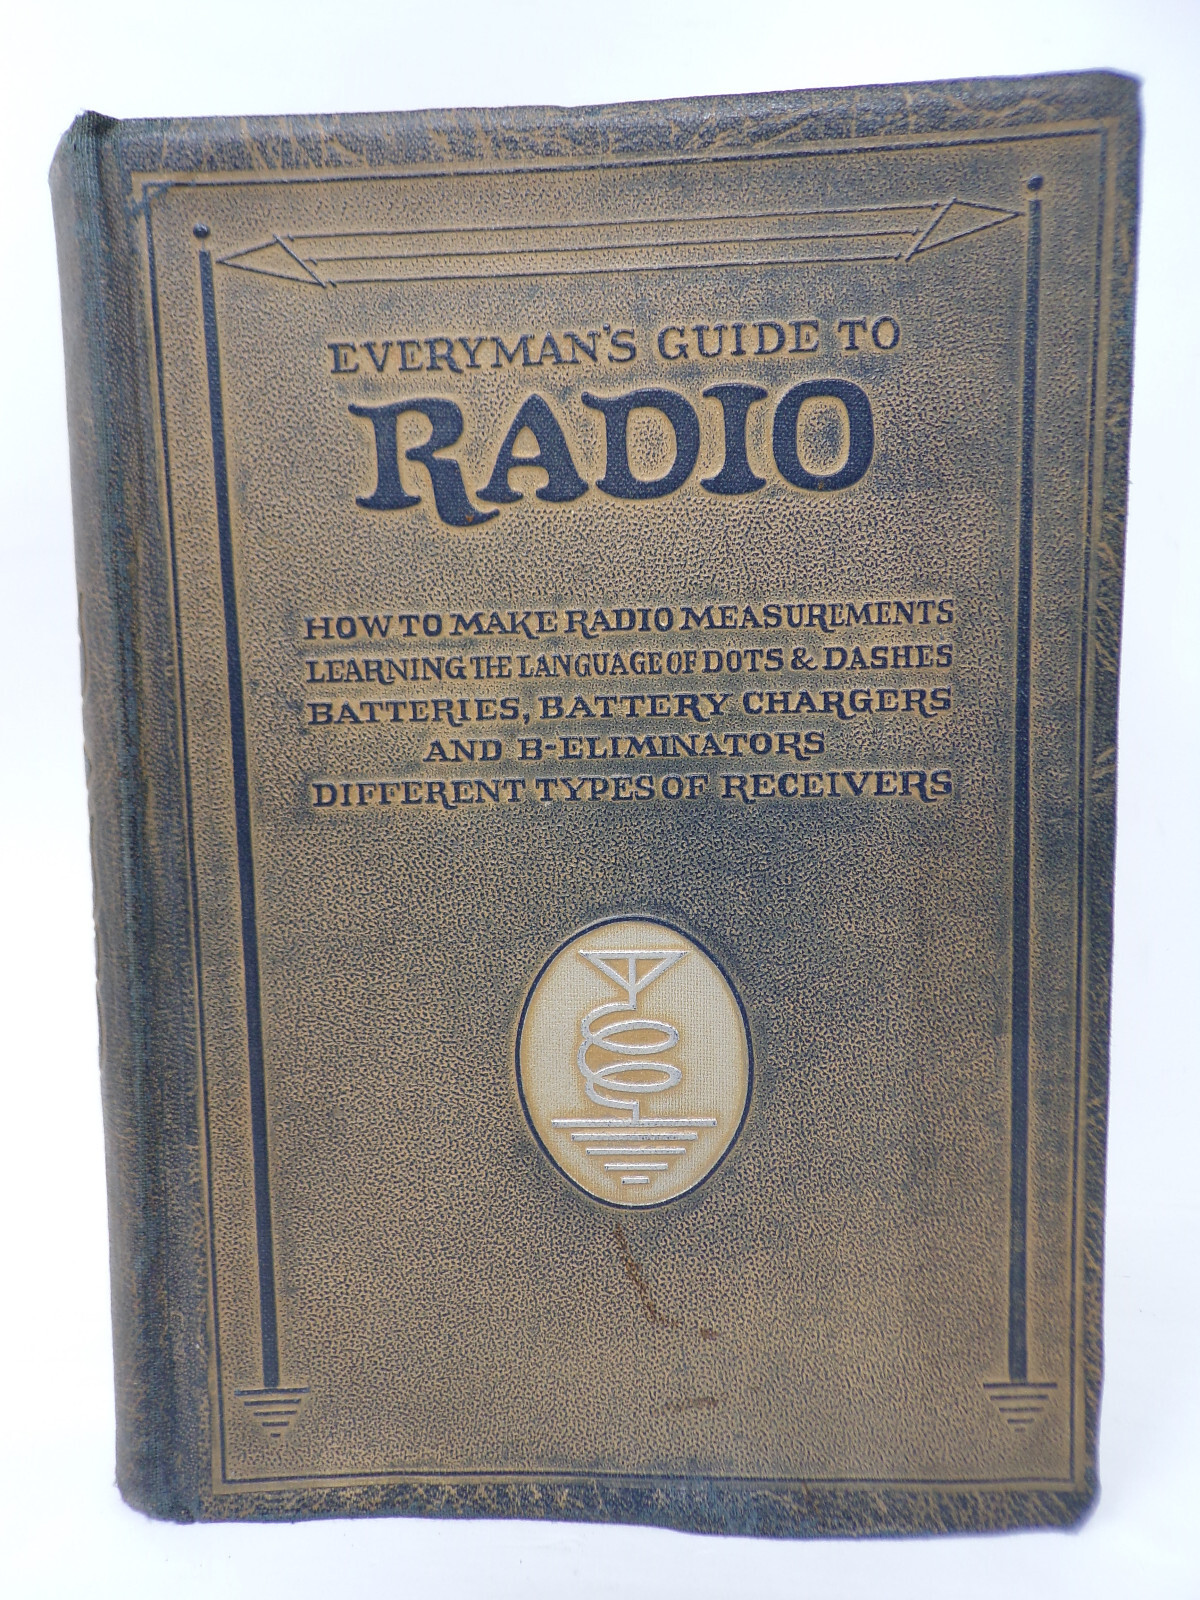 EVERYMAN'S GUIDE TO
RADIO
HOW TO MAKE RADIO MEASUREMENTS
LEARNING THE LANGUAGE OF DOTS & DASHES
BATTERIES, BATTERY CHARGERS
AND B-ELIMINATORS
DIFFERENT TYPES OF RECEIVERS